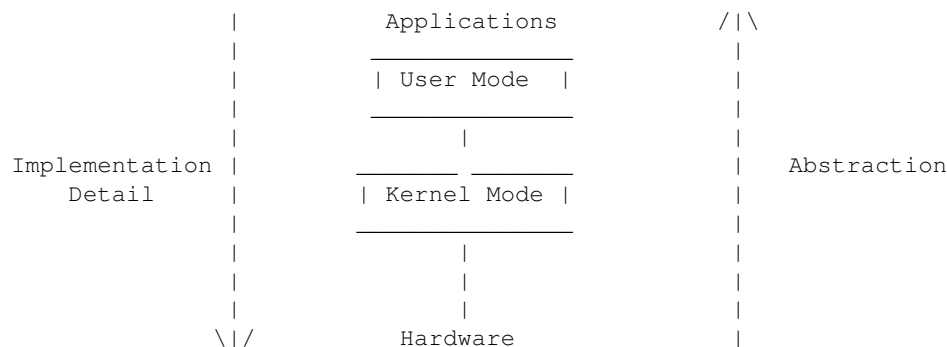 Applications
User Mode
Implementation
Detail
Abstraction
Kernel Mode
Hardware